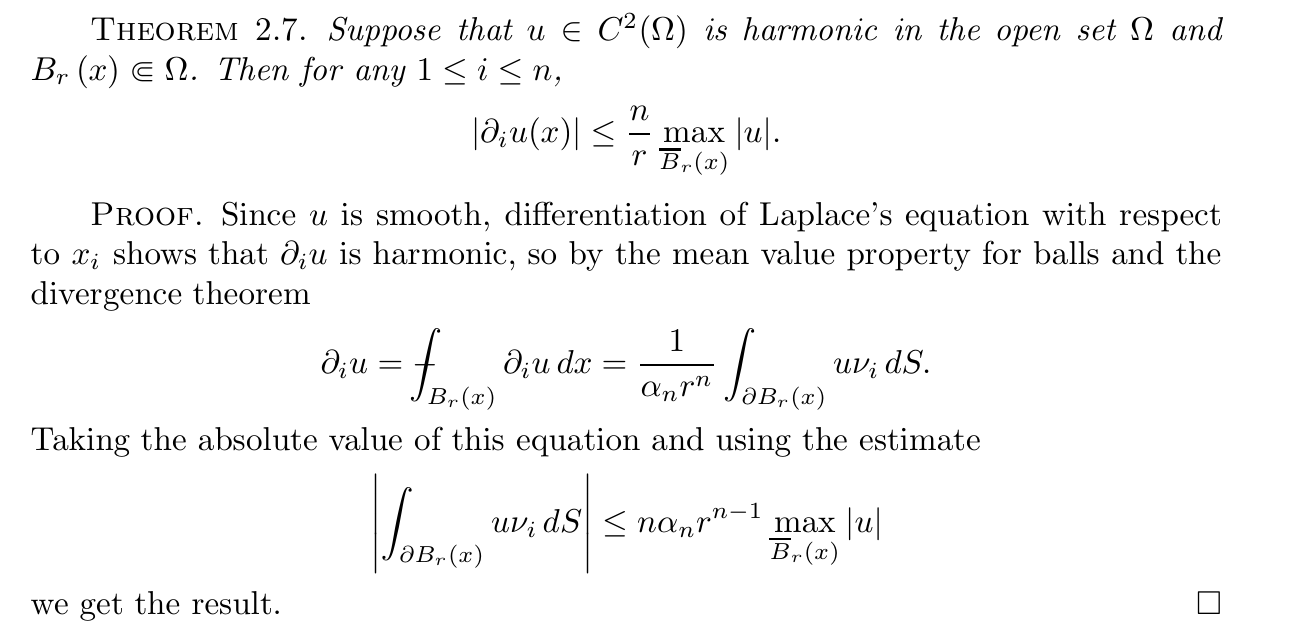 THEOREM 2.7. Suppose that u ∈ C²(Ω) is harmonic in the open set Ω and
B_r (x) ⋐ Ω. Then for any 1 ≤ i ≤ n,
|∂_i u(x)| ≤ \frac{n}{r} \max_{\overline{B}_r(x)} |u|.
PROOF. Since u is smooth, differentiation of Laplace's equation with respect
to x_i shows that ∂_i u is harmonic, so by the mean value property for balls and the
divergence theorem
∂_i u = ⨍_{B_r(x)} ∂_i u dx = \frac{1}{α_n r^n} ∫_{∂B_r(x)} uν_i dS.
Taking the absolute value of this equation and using the estimate
|∫_{∂B_r(x)} uν_i dS| ≤ nα_n r^{n−1} \max_{\overline{B}_r(x)} |u|
we get the result. □